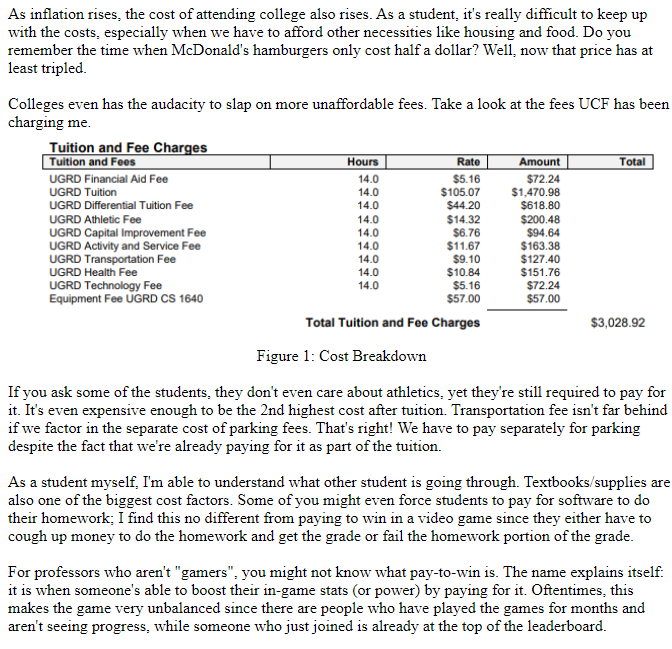 As inflation rises, the cost of attending college also rises. As a student, it's really difficult to keep up
with the costs, especially when we have to afford other necessities like housing and food. Do you
remember the time when McDonald's hamburgers only cost half a dollar? Well, now that price has at
least tripled.
Colleges even has the audacity to slap on more unaffordable fees. Take a look at the fees UCF has been
charging me.
Tuition and Fee Charges
Tuition and Fees Hours Rate Amount Total
UGRD Financial Aid Fee 14.0 $5.16 $72.24
UGRD Tuition 14.0 $105.07 $1,470.98
UGRD Differential Tuition Fee 14.0 $44.20 $618.80
UGRD Athletic Fee 14.0 $14.32 $200.48
UGRD Capital Improvement Fee 14.0 $6.76 $94.64
UGRD Activity and Service Fee 14.0 $11.67 $163.38
UGRD Transportation Fee 14.0 $9.10 $127.40
UGRD Health Fee 14.0 $10.84 $151.76
UGRD Technology Fee 14.0 $5.16 $72.24
Equipment Fee UGRD CS 1640 $57.00 $57.00
Total Tuition and Fee Charges $3,028.92
Figure 1: Cost Breakdown
If you ask some of the students, they don't even care about athletics, yet they're still required to pay for
it. It's even expensive enough to be the 2nd highest cost after tuition. Transportation fee isn't far behind
if we factor in the separate cost of parking fees. That's right! We have to pay separately for parking
despite the fact that we're already paying for it as part of the tuition.
As a student myself, I'm able to understand what other student is going through. Textbooks/supplies are
also one of the biggest cost factors. Some of you might even force students to pay for software to do
their homework; I find this no different from paying to win in a video game since they either have to
cough up money to do the homework and get the grade or fail the homework portion of the grade.
For professors who aren't "gamers", you might not know what pay-to-win is. The name explains itself:
it is when someone's able to boost their in-game stats (or power) by paying for it. Oftentimes, this
makes the game very unbalanced since there are people who have played the games for months and
aren't seeing progress, while someone who just joined is already at the top of the leaderboard.